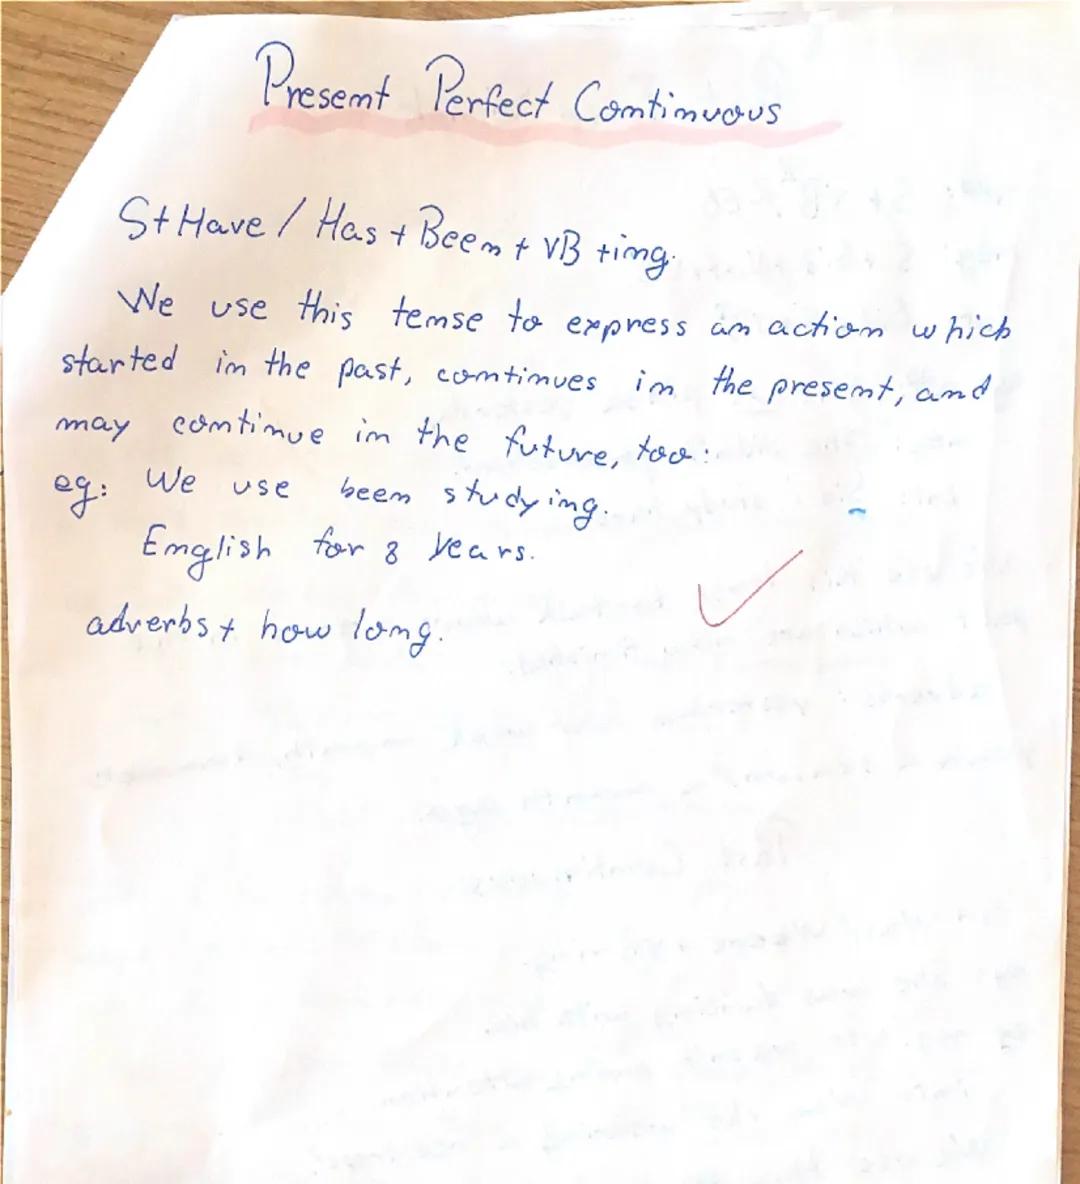 Present Perfect Continuous
S+ Have / Has + Been + VB + ing.
We use this tense to express an action which
started in the past, continues in the present, and
may continue in the future, too:
eg: We use been studying.
English for 8 years.
adverbs + how long.